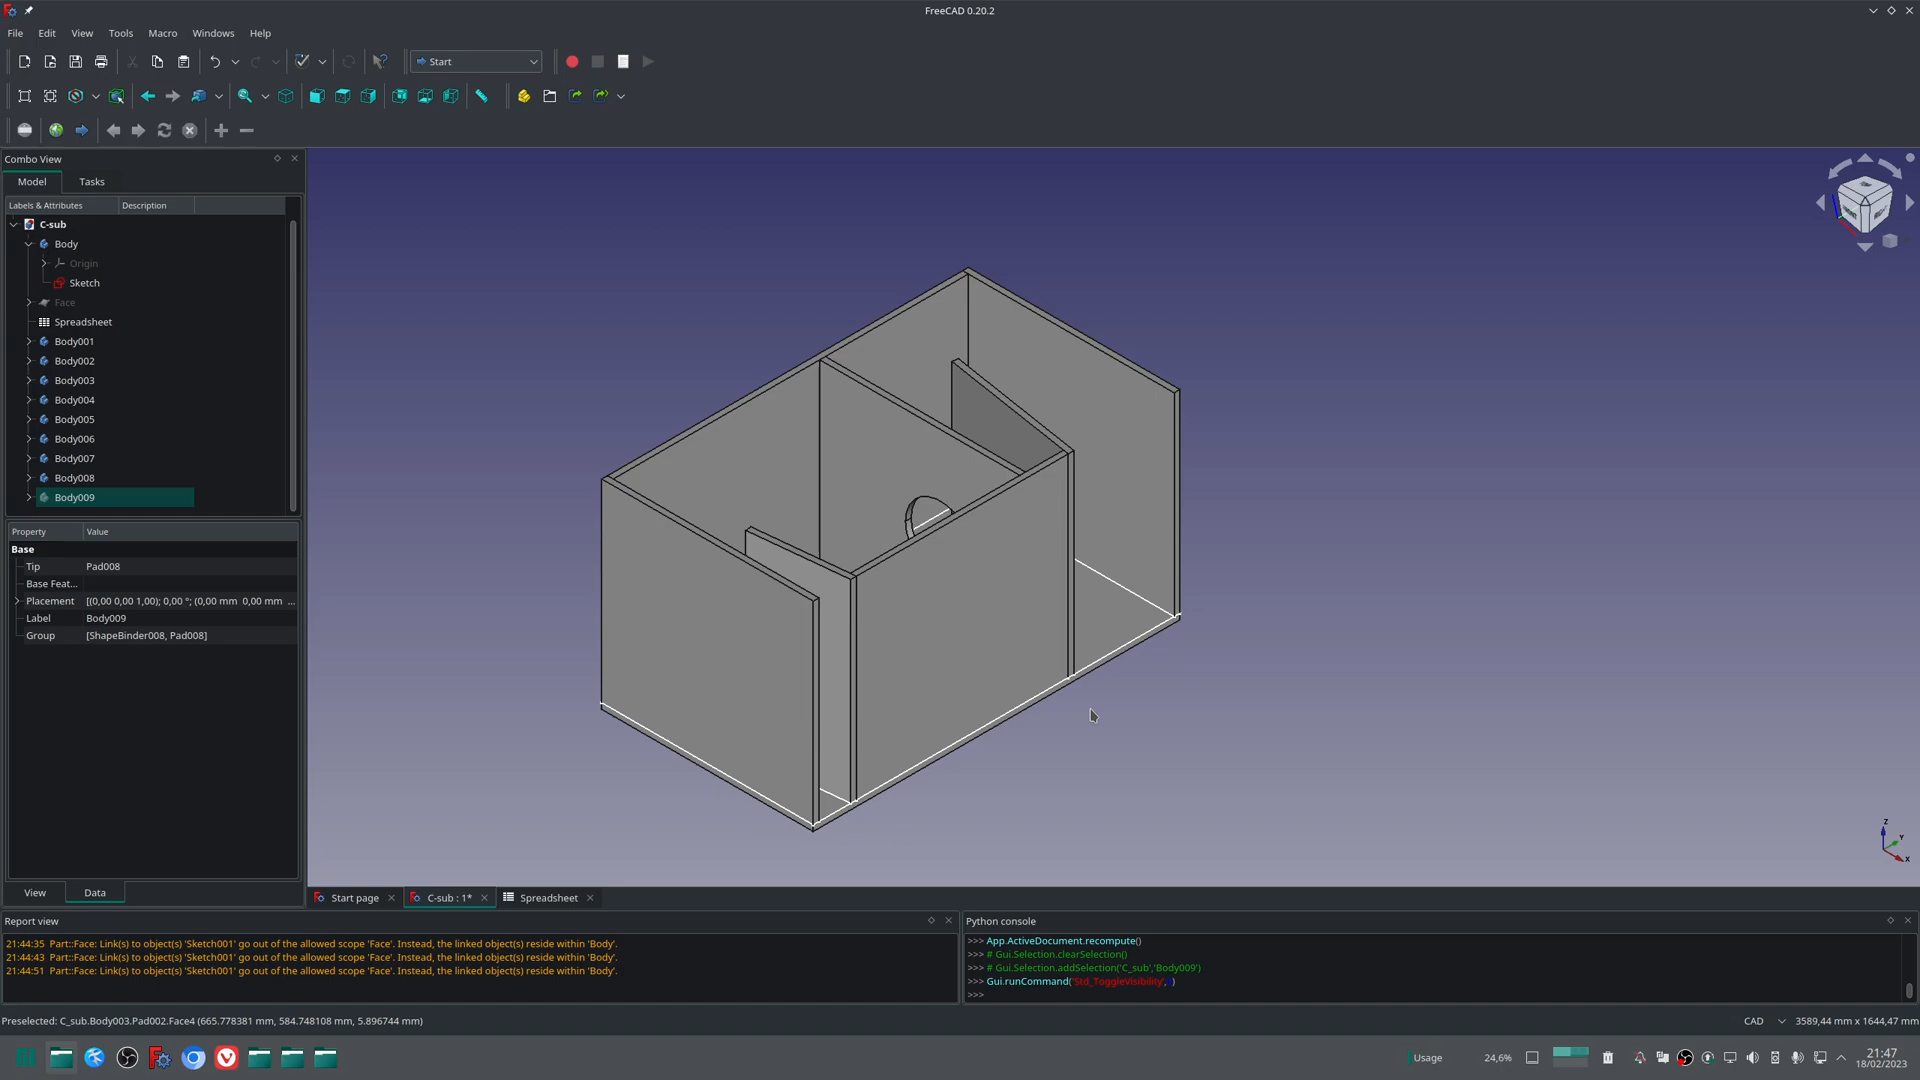 FreeCAD 0.20.2
File Edit View Tools Macro Windows Help
Start
Combo View
Model Tasks
Labels & Attributes Description
C-sub
Body
Origin
Sketch
Face
Spreadsheet
Body001
Body002
Body003
Body004
Body005
Body006
Body007
Body008
Body009
Property Value
Base
Tip Pad008
Base Feat...
Placement [(0,00 0,00 1,00); 0,00 °; (0,00 mm 0,00 mm ...
Label Body009
Group [ShapeBinder008, Pad008]
View Data
Z
Y
X
Start page C-sub : 1* Spreadsheet
Report view
21:44:35 Part::Face: Link(s) to object(s) 'Sketch001' go out of the allowed scope 'Face'. Instead, the linked object(s) reside within 'Body'.
21:44:43 Part::Face: Link(s) to object(s) 'Sketch001' go out of the allowed scope 'Face'. Instead, the linked object(s) reside within 'Body'.
21:44:51 Part::Face: Link(s) to object(s) 'Sketch001' go out of the allowed scope 'Face'. Instead, the linked object(s) reside within 'Body'.
Python console
>>> App.ActiveDocument.recompute()
>>> # Gui.Selection.clearSelection()
>>> # Gui.Selection.addSelection('C_sub','Body009')
>>> Gui.runCommand('Std_ToggleVisibility', )
>>>
Preselected: C_sub.Body003.Pad002.Face4 (665.778381 mm, 584.748108 mm, 5.896744 mm)
CAD 3589,44 mm x 1644,47 mm
Usage 24,6%
21:47
18/02/2023